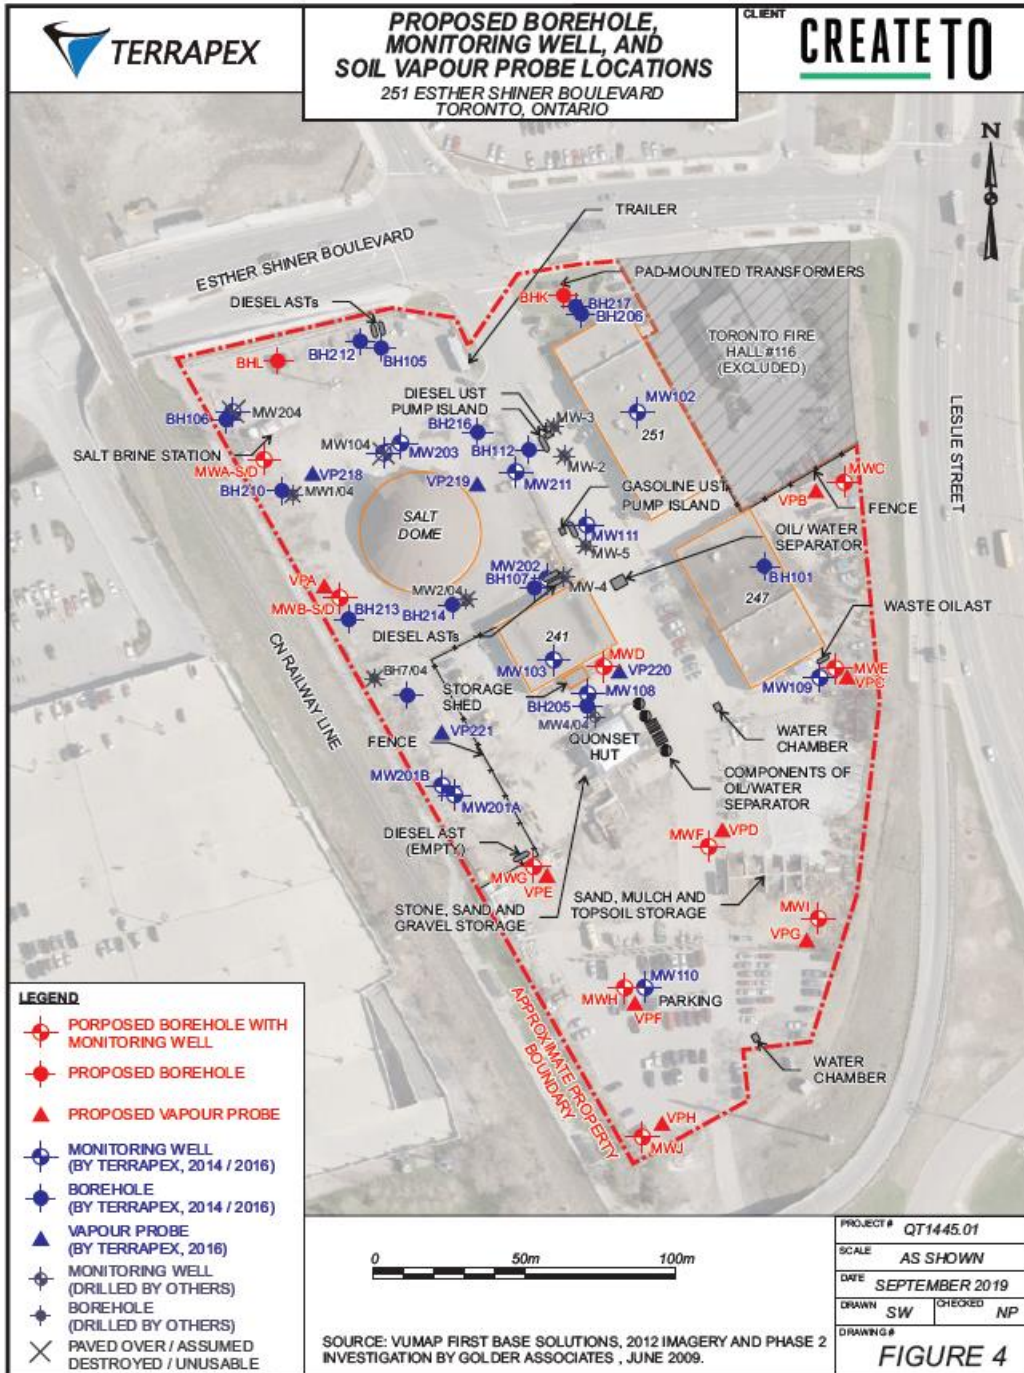 TERRAPEX
PROPOSED BOREHOLE,
MONITORING WELL, AND
SOIL VAPOUR PROBE LOCATIONS
251 ESTHER SHINER BOULEVARD
TORONTO, ONTARIO
CLIENT
CREATE TO
N
TRAILER
ESTHER SHINER BOULEVARD
PAD-MOUNTED TRANSFORMERS
BHK
BH217
BH206
DIESEL ASTs
BH212
BH105
BHL
TORONTO FIRE
HALL #116
(EXCLUDED)
DIESEL UST
PUMP ISLAND
MW-3
MW102
251
LESLIE STREET
MW204
BH106
BH216
MW104
MW203
BH112
MW-2
SALT BRINE STATION
MWA-S/D
VP218
VP219
MW211
BH210
MW1/04
GASOLINE UST
PUMP ISLAND
MWC
VPB
FENCE
SALT
DOME
MW111
MW-5
OIL/ WATER
SEPARATOR
MW202
BH107
MW-4
BH101
247
VPA
MWB-S/D
BH213
MW2/04
BH214
WASTE OIL AST
DIESEL ASTs
241
CN RAILWAY LINE
BH7/04
MW103
MWD
VP220
MWE
VPC
MW109
STORAGE
SHED
MW108
BH205
MW4/04
VP221
FENCE
QUONSET
HUT
WATER
CHAMBER
COMPONENTS OF
OIL/WATER
SEPARATOR
MW201B
MW201A
DIESEL AST
(EMPTY)
VPD
MWF
MWG
VPE
STONE, SAND AND
GRAVEL STORAGE
SAND, MULCH AND
TOPSOIL STORAGE
MWI
VPG
MW110
MWH
PARKING
VPF
APPROXIMATE PROPERTY
BOUNDARY
WATER
CHAMBER
VPH
MWJ
LEGEND
PORPOSED BOREHOLE WITH
MONITORING WELL
PROPOSED BOREHOLE
PROPOSED VAPOUR PROBE
MONITORING WELL
(BY TERRAPEX, 2014 / 2016)
BOREHOLE
(BY TERRAPEX, 2014 / 2016)
VAPOUR PROBE
(BY TERRAPEX, 2016)
MONITORING WELL
(DRILLED BY OTHERS)
BOREHOLE
(DRILLED BY OTHERS)
PAVED OVER / ASSUMED
DESTROYED / UNUSABLE
0 50m 100m
SOURCE: VUMAP FIRST BASE SOLUTIONS, 2012 IMAGERY AND PHASE 2
INVESTIGATION BY GOLDER ASSOCIATES , JUNE 2009.
PROJECT # QT1445.01
SCALE AS SHOWN
DATE SEPTEMBER 2019
DRAWN SW CHECKED NP
DRAWING #
FIGURE 4